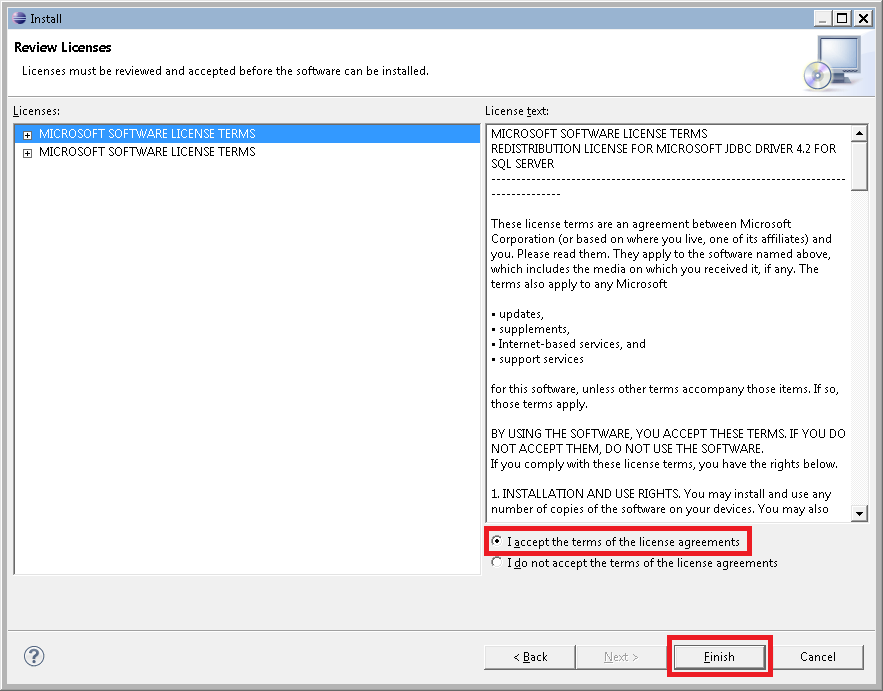 Install
Review Licenses
Licenses must be reviewed and accepted before the software can be installed.
Licenses:
MICROSOFT SOFTWARE LICENSE TERMS
MICROSOFT SOFTWARE LICENSE TERMS
License text:
MICROSOFT SOFTWARE LICENSE TERMS
REDISTRIBUTION LICENSE FOR MICROSOFT JDBC DRIVER 4.2 FOR
SQL SERVER
-----------------------------------------------------------------------
--------------
These license terms are an agreement between Microsoft
Corporation (or based on where you live, one of its affiliates) and
you. Please read them. They apply to the software named above,
which includes the media on which you received it, if any. The
terms also apply to any Microsoft
▪ updates,
▪ supplements,
▪ Internet-based services, and
▪ support services
for this software, unless other terms accompany those items. If so,
those terms apply.
BY USING THE SOFTWARE, YOU ACCEPT THESE TERMS. IF YOU DO
NOT ACCEPT THEM, DO NOT USE THE SOFTWARE.
If you comply with these license terms, you have the rights below.
1. INSTALLATION AND USE RIGHTS. You may install and use any
number of copies of the software on your devices. You may also
I accept the terms of the license agreements
I do not accept the terms of the license agreements
?
< Back
Next >
Finish
Cancel